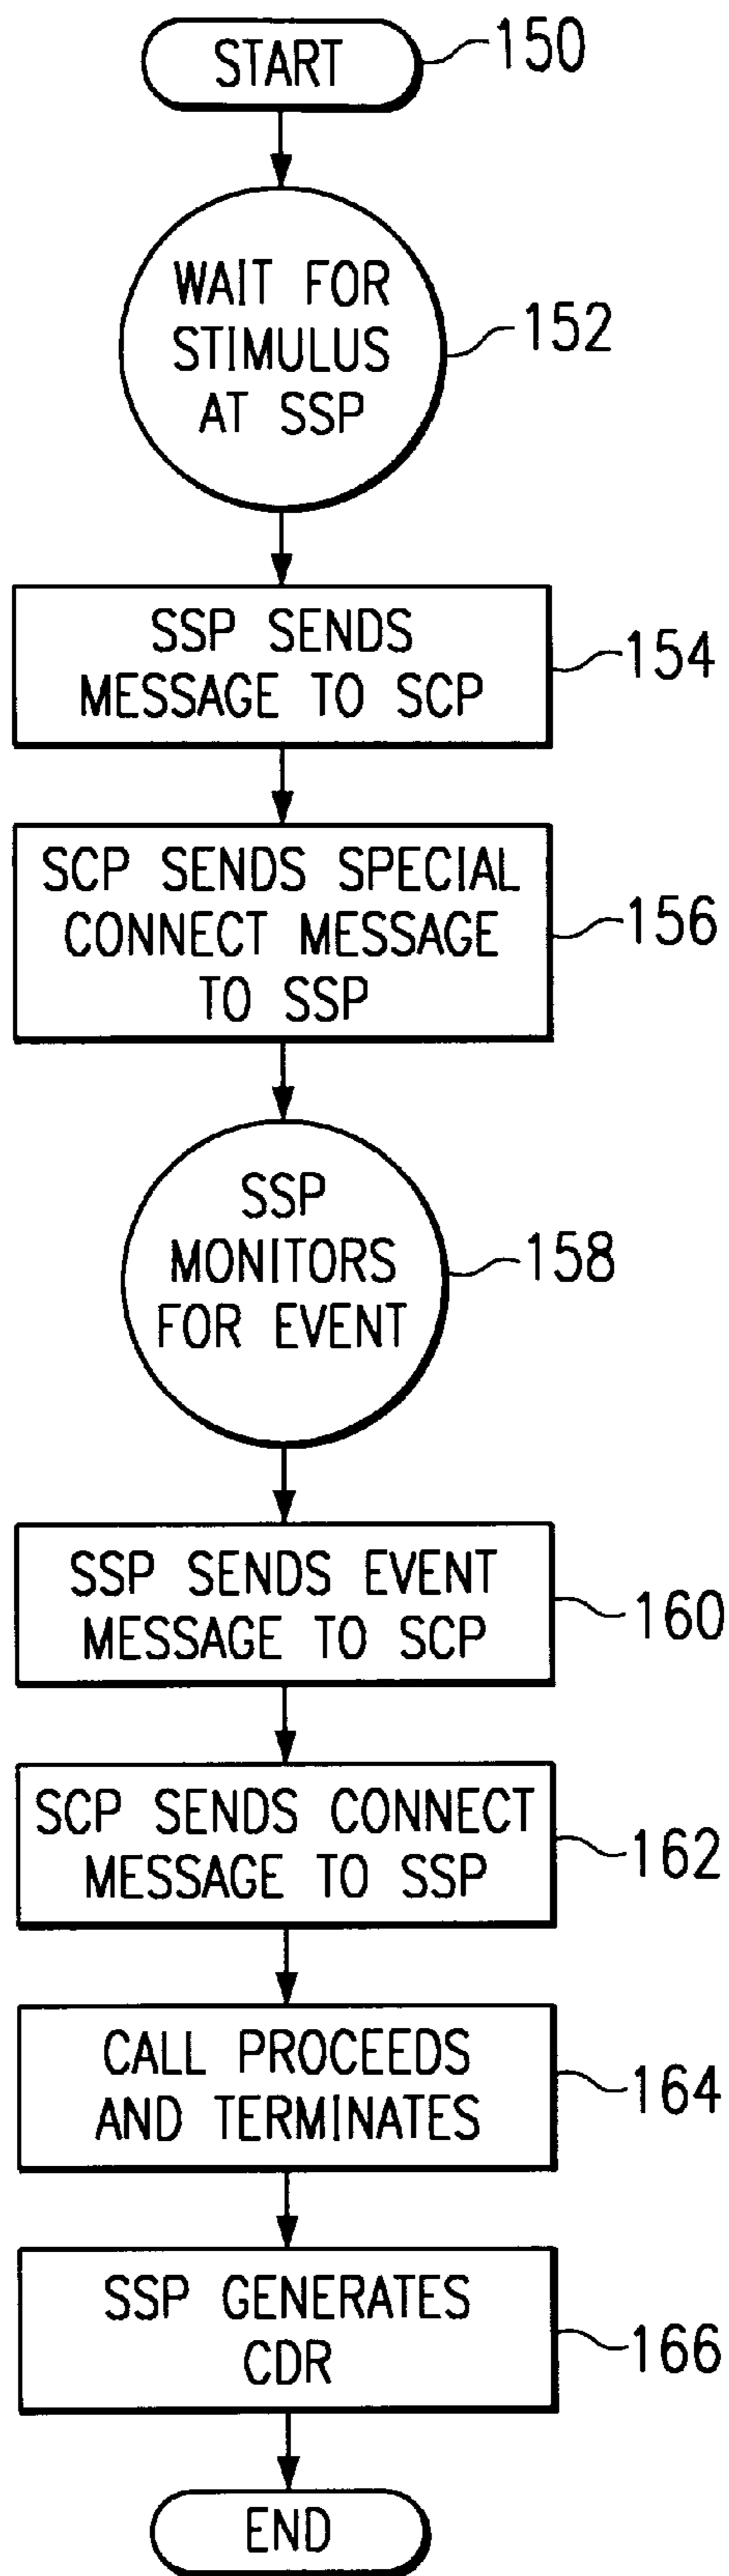 START
150
WAIT FOR
STIMULUS
AT SSP
152
SSP SENDS
MESSAGE TO SCP
154
SCP SENDS SPECIAL
CONNECT MESSAGE
TO SSP
156
SSP
MONITORS
FOR EVENT
158
SSP SENDS EVENT
MESSAGE TO SCP
160
SCP SENDS CONNECT
MESSAGE TO SSP
162
CALL PROCEEDS
AND TERMINATES
164
SSP GENERATES
CDR
166
END